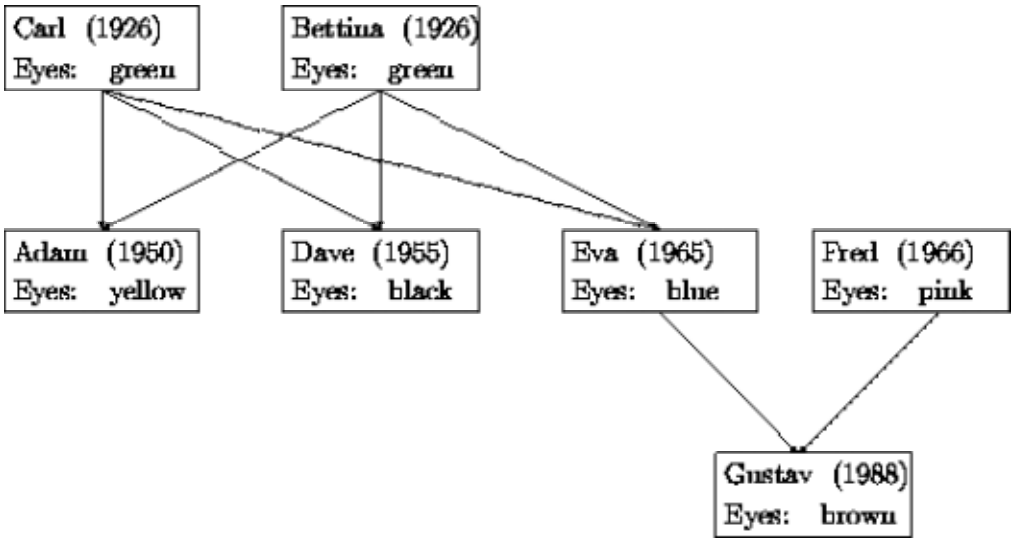 Carl (1926)
Eyes: green
Bettina (1926)
Eyes: green
Adam (1950)
Eyes: yellow
Dave (1955)
Eyes: black
Eva (1965)
Eyes: blue
Fred (1966)
Eyes: pink
Gustav (1988)
Eyes: brown